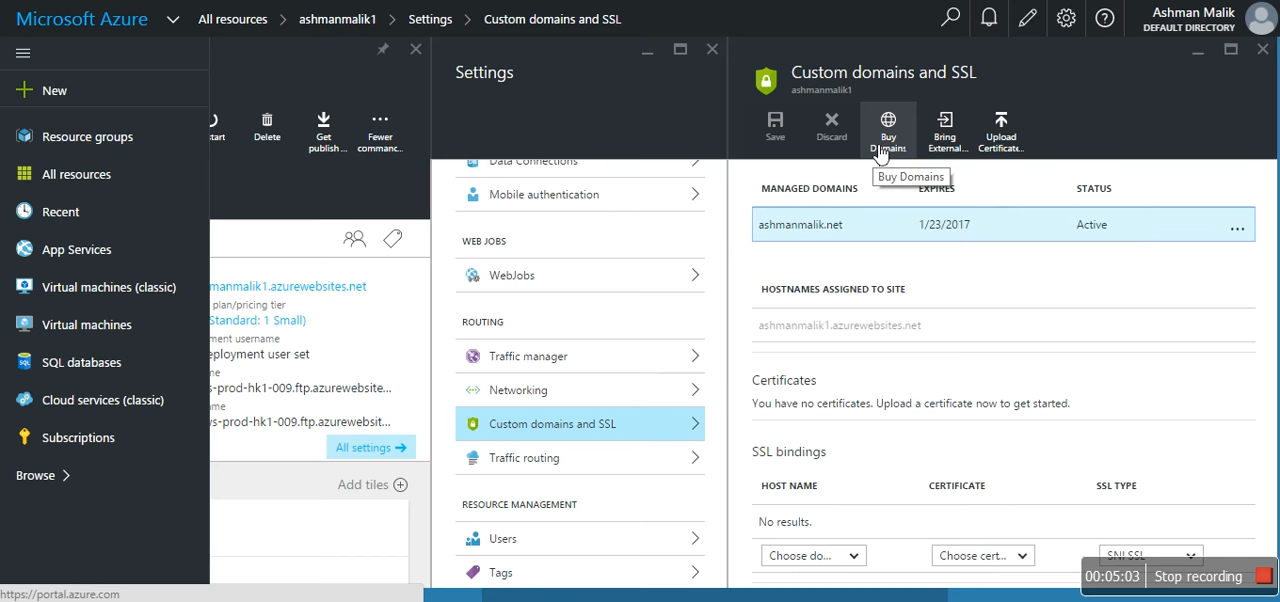 Microsoft Azure
All resources
ashmanmalik1
Settings
Custom domains and SSL
Ashman Malik
DEFAULT DIRECTORY
New
Resource groups
All resources
Recent
App Services
Virtual machines (classic)
Virtual machines
SQL databases
Cloud services (classic)
Subscriptions
Browse
https://portal.azure.com
Delete
Get
publish...
Fewer
commanc...
manmalik1.azurewebsites.net
plan/pricing tier
Standard: 1 Small)
ment username
eployment user set
s-prod-hk1-009.ftp.azurewebsite...
ws-prod-hk1-009.ftp.azurewebsit...
All settings
Add tiles
Settings
Data Connections
Mobile authentication
WEB JOBS
WebJobs
ROUTING
Traffic manager
Networking
Custom domains and SSL
Traffic routing
RESOURCE MANAGEMENT
Users
Tags
Custom domains and SSL
ashmanmalik1
Save
Discard
Buy
Domains
Bring
External...
Upload
Certificat...
Buy Domains
MANAGED DOMAINS EXPIRES STATUS
ashmanmalik.net 1/23/2017 Active ...
HOSTNAMES ASSIGNED TO SITE
ashmanmalik1.azurewebsites.net
Certificates
You have no certificates. Upload a certificate now to get started.
SSL bindings
HOST NAME CERTIFICATE SSL TYPE
No results.
Choose do... Choose cert... SNI SSL
00:05:03 Stop recording